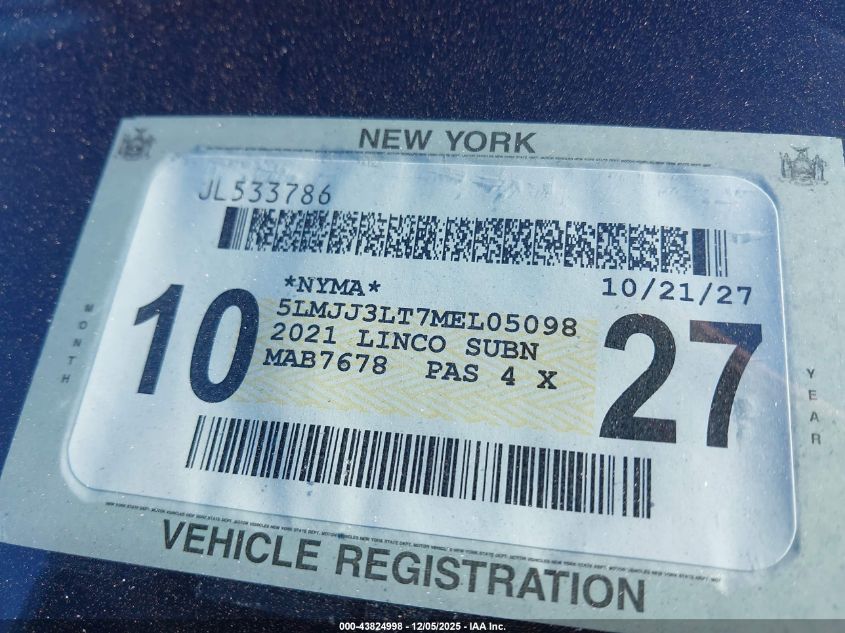 NEW YORK
JL533786
*NYMA*
10/21/27
MONTH
10
5LMJJ3LT7MEL05098
2021 LINCO SUBN
MAB7678 PAS 4 X
27
YEAR
VEHICLE REGISTRATION
000-43824998 - 12/05/2025 - IAA Inc.